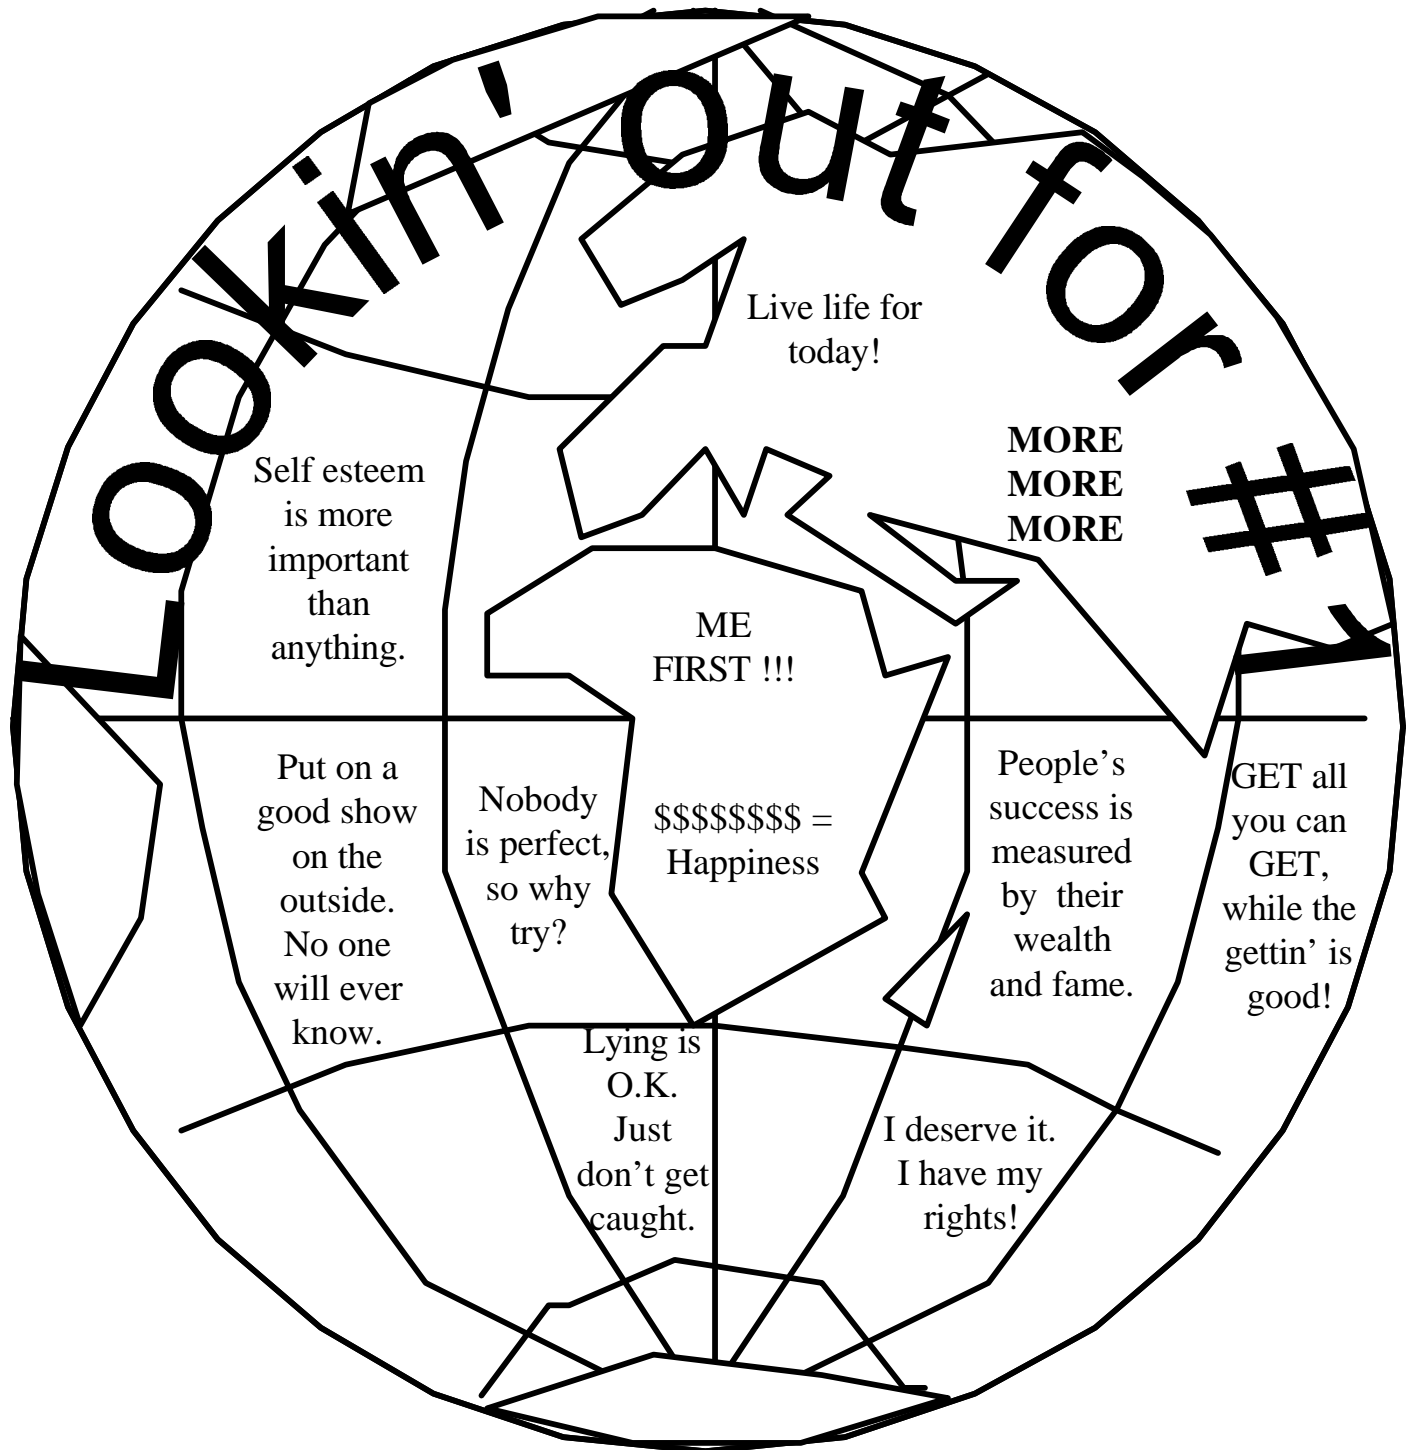 Lookin' out for #1
Live life for
today!
MORE
MORE
MORE
Self esteem
is more
important
than
anything.
ME
FIRST !!!
$$$$$$$$ =
Happiness
Put on a
good show
on the
outside.
No one
will ever
know.
Nobody
is perfect,
so why
try?
People’s
success is
measured
by  their
wealth
and fame.
GET all
you can
GET,
while the
gettin’ is
good!
Lying is
O.K.
Just
don’t get
caught.
I deserve it.
I have my
rights!